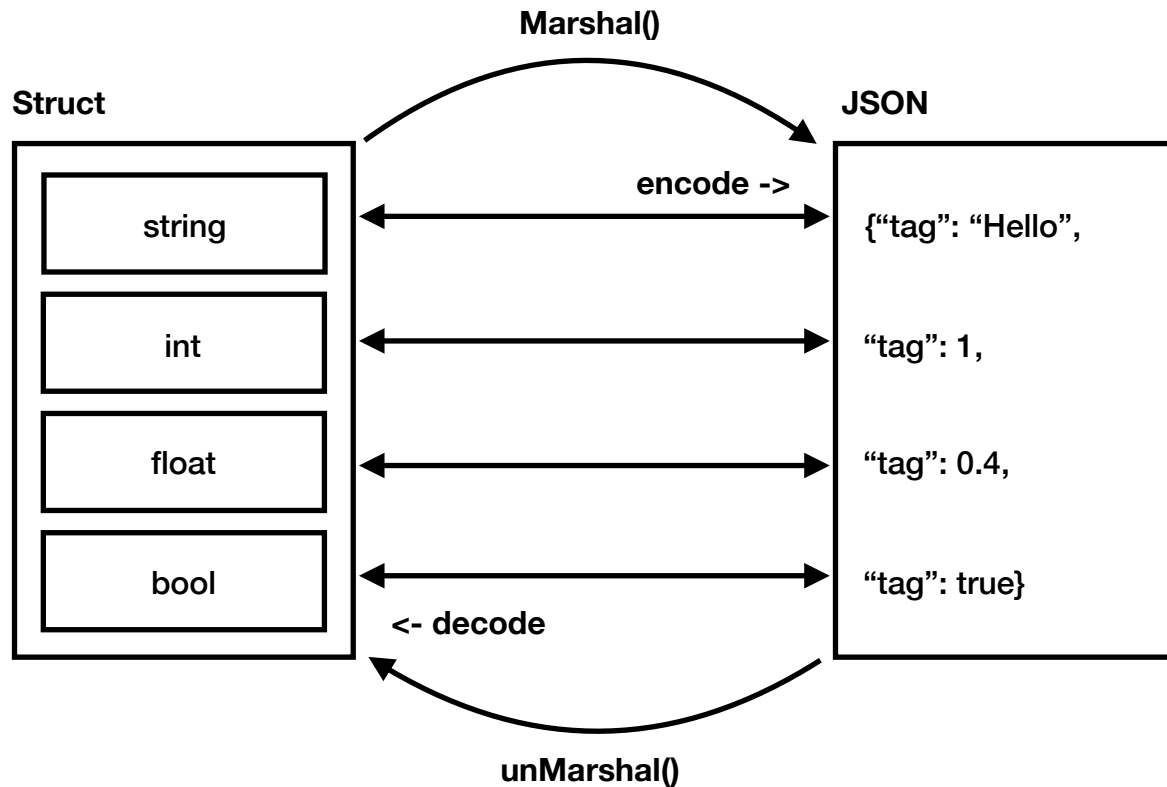 Marshal()
Struct
JSON
encode ->
string
{“tag”: “Hello”,
int
“tag”: 1,
float
“tag”: 0.4,
bool
“tag”: true}
<- decode
unMarshal()